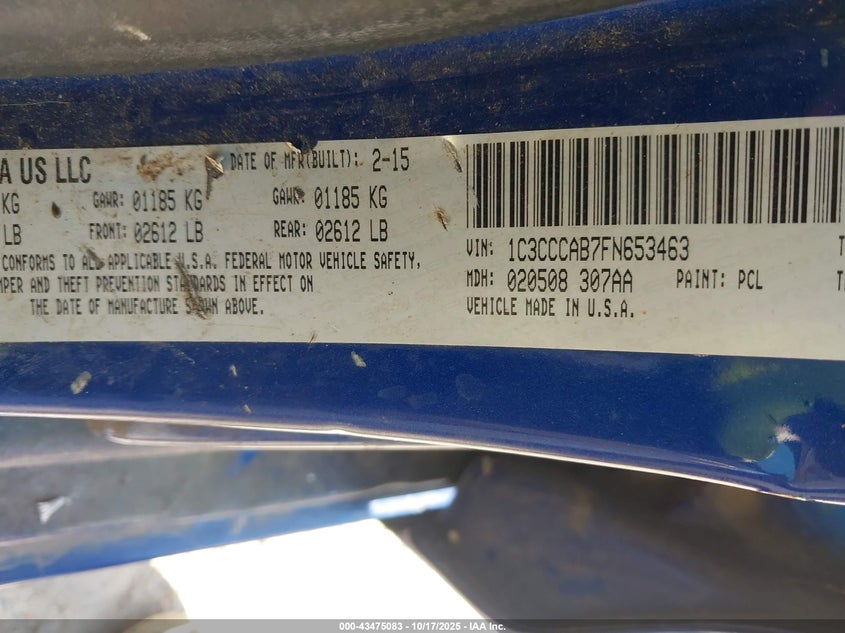 A US LLC
DATE OF MFR(BUILT): 2-15
KG GAWR: 01185 KG GAWR: 01185 KG
LB FRONT: 02612 LB REAR: 02612 LB
CONFORMS TO ALL APPLICABLE U.S.A. FEDERAL MOTOR VEHICLE SAFETY,
MPER AND THEFT PREVENTION STANDARDS IN EFFECT ON
THE DATE OF MANUFACTURE SHOWN ABOVE.
VIN: 1C3CCCAB7FN653463
MDH: 020508 307AA PAINT: PCL
VEHICLE MADE IN U.S.A.
000-43475083 - 10/17/2025 - IAA Inc.